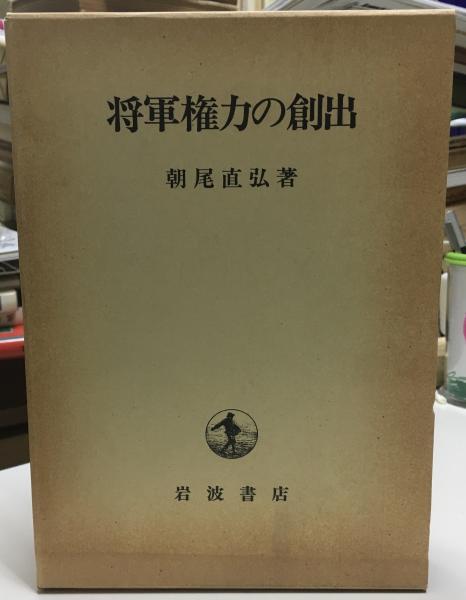 将軍権力の創出
朝尾直弘著
岩波書店